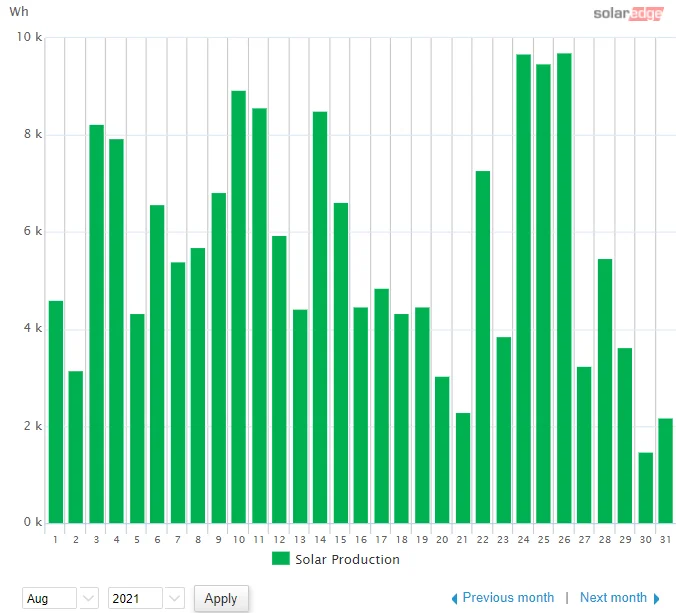 Wh
solaredge
10 k
8 k
6 k
4 k
2 k
0 k
1 2 3 4 5 6 7 8 9 10 11 12 13 14 15 16 17 18 19 20 21 22 23 24 25 26 27 28 29 30 31
Solar Production
Aug 2021 Apply Previous month | Next month